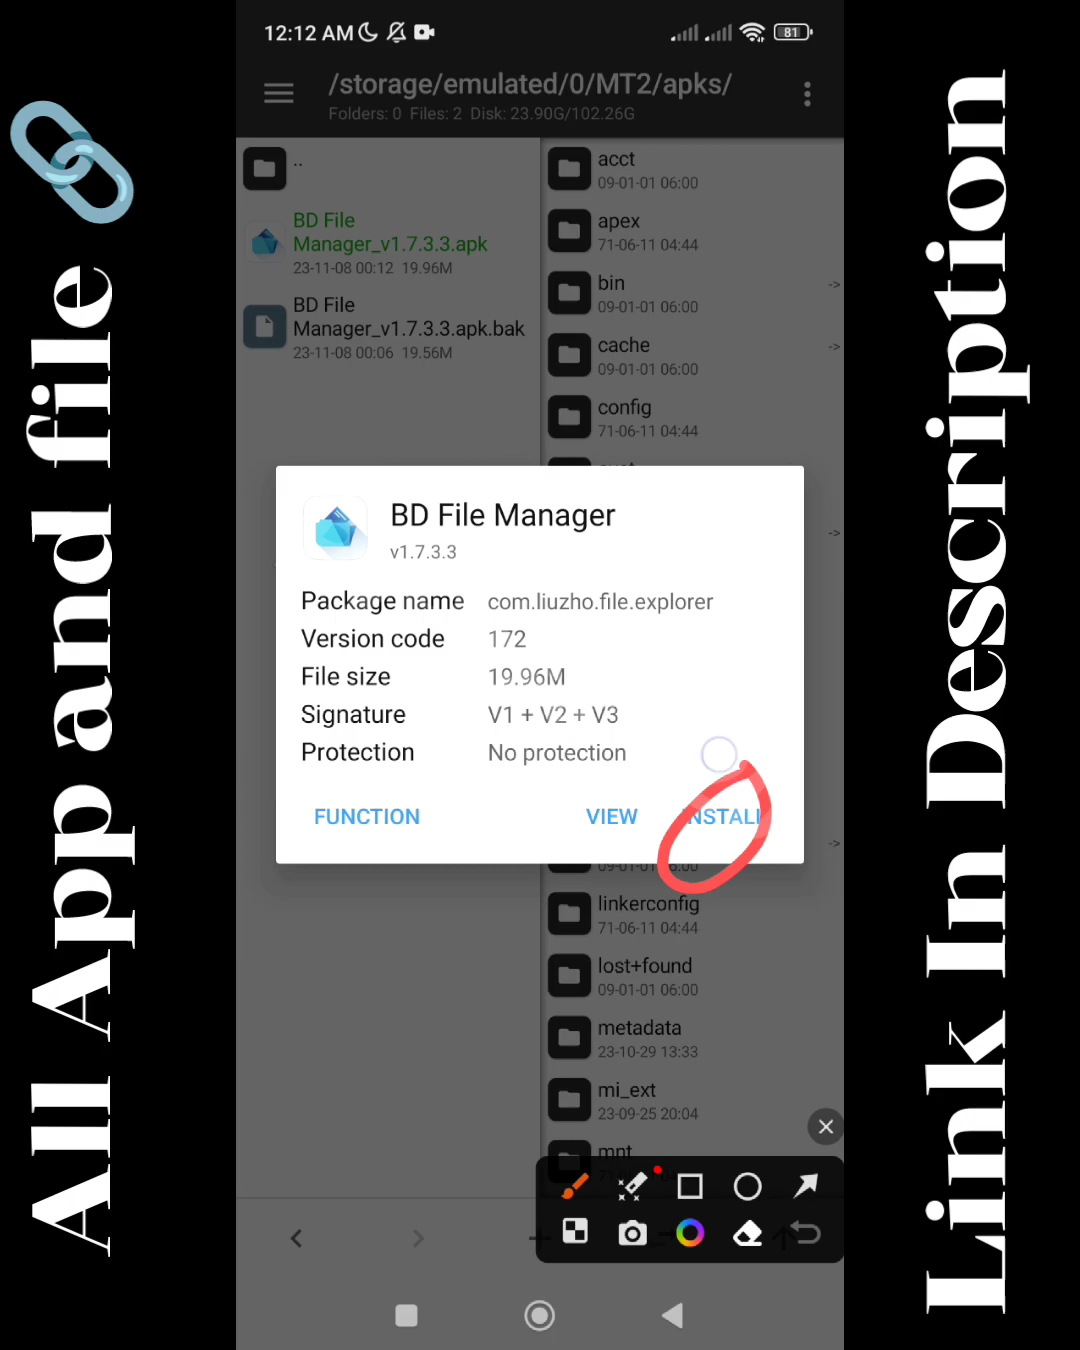 All App and file
Link In Description
12:12 AM
81
/storage/emulated/0/MT2/apks/
Folders: 0 Files: 2 Disk: 23.90G/102.26G
..
BD File
Manager_v1.7.3.3.apk
23-11-08 00:12 19.96M
BD File
Manager_v1.7.3.3.apk.bak
23-11-08 00:06 19.56M
acct
09-01-01 06:00
apex
71-06-11 04:44
bin
09-01-01 06:00
->
cache
09-01-01 06:00
->
config
71-06-11 04:44
->
BD File Manager
v1.7.3.3
Package name com.liuzho.file.explorer
Version code 172
File size 19.96M
Signature V1 + V2 + V3
Protection No protection
FUNCTION VIEW INSTALL
->
09-01-01 06:00
linkerconfig
71-06-11 04:44
lost+found
09-01-01 06:00
metadata
23-10-29 13:33
mi_ext
23-09-25 20:04
mnt